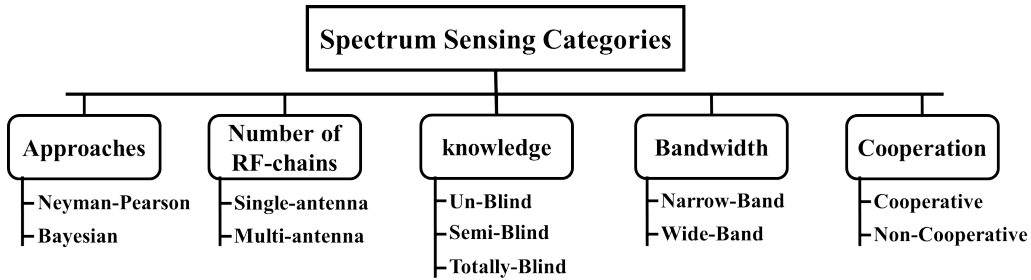 Spectrum Sensing Categories
Approaches
Neyman-Pearson
Bayesian
Number of
RF-chains
Single-antenna
Multi-antenna
knowledge
Un-Blind
Semi-Blind
Totally-Blind
Bandwidth
Narrow-Band
Wide-Band
Cooperation
Cooperative
Non-Cooperative